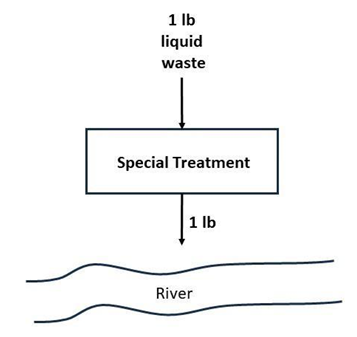 1 lb
liquid
waste
Special Treatment
1 lb
River